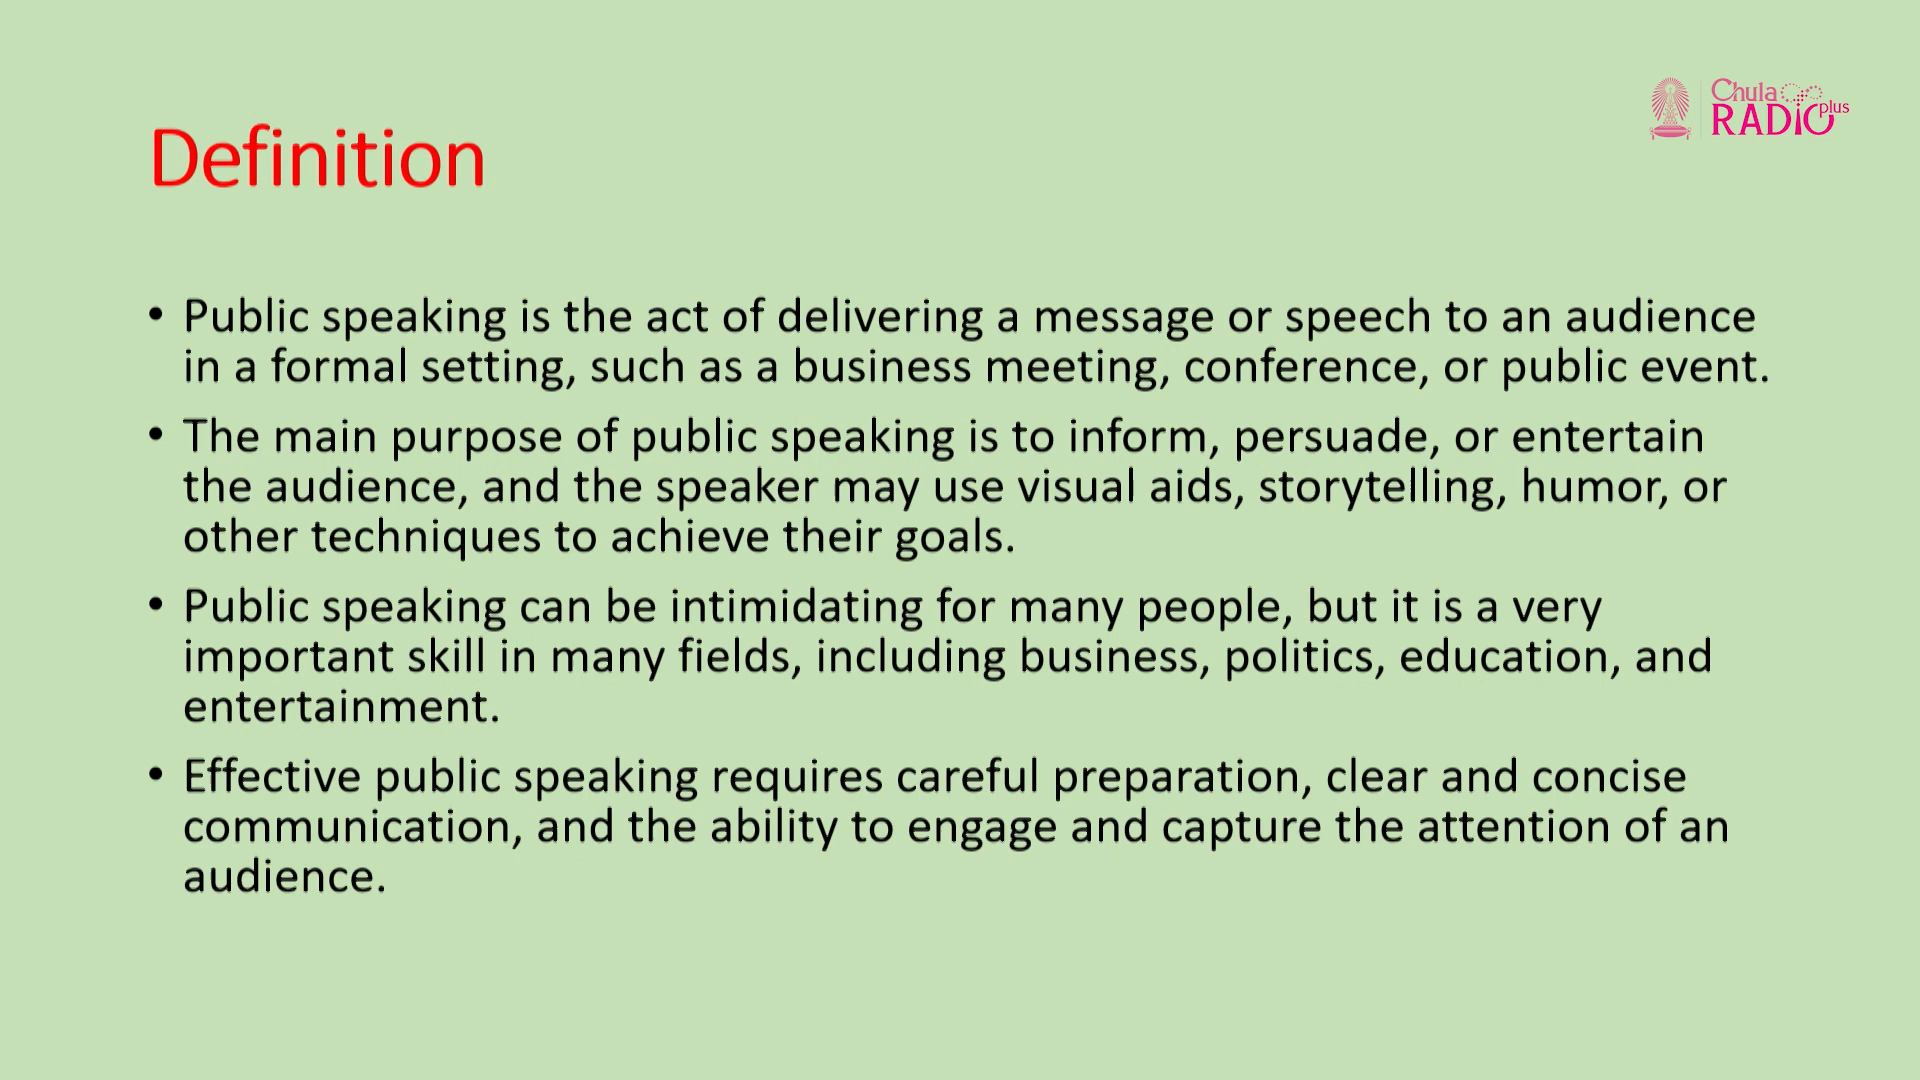 Chula
RADIO plus
Definition
• Public speaking is the act of delivering a message or speech to an audience
in a formal setting, such as a business meeting, conference, or public event.
• The main purpose of public speaking is to inform, persuade, or entertain
the audience, and the speaker may use visual aids, storytelling, humor, or
other techniques to achieve their goals.
• Public speaking can be intimidating for many people, but it is a very
important skill in many fields, including business, politics, education, and
entertainment.
• Effective public speaking requires careful preparation, clear and concise
communication, and the ability to engage and capture the attention of an
audience.